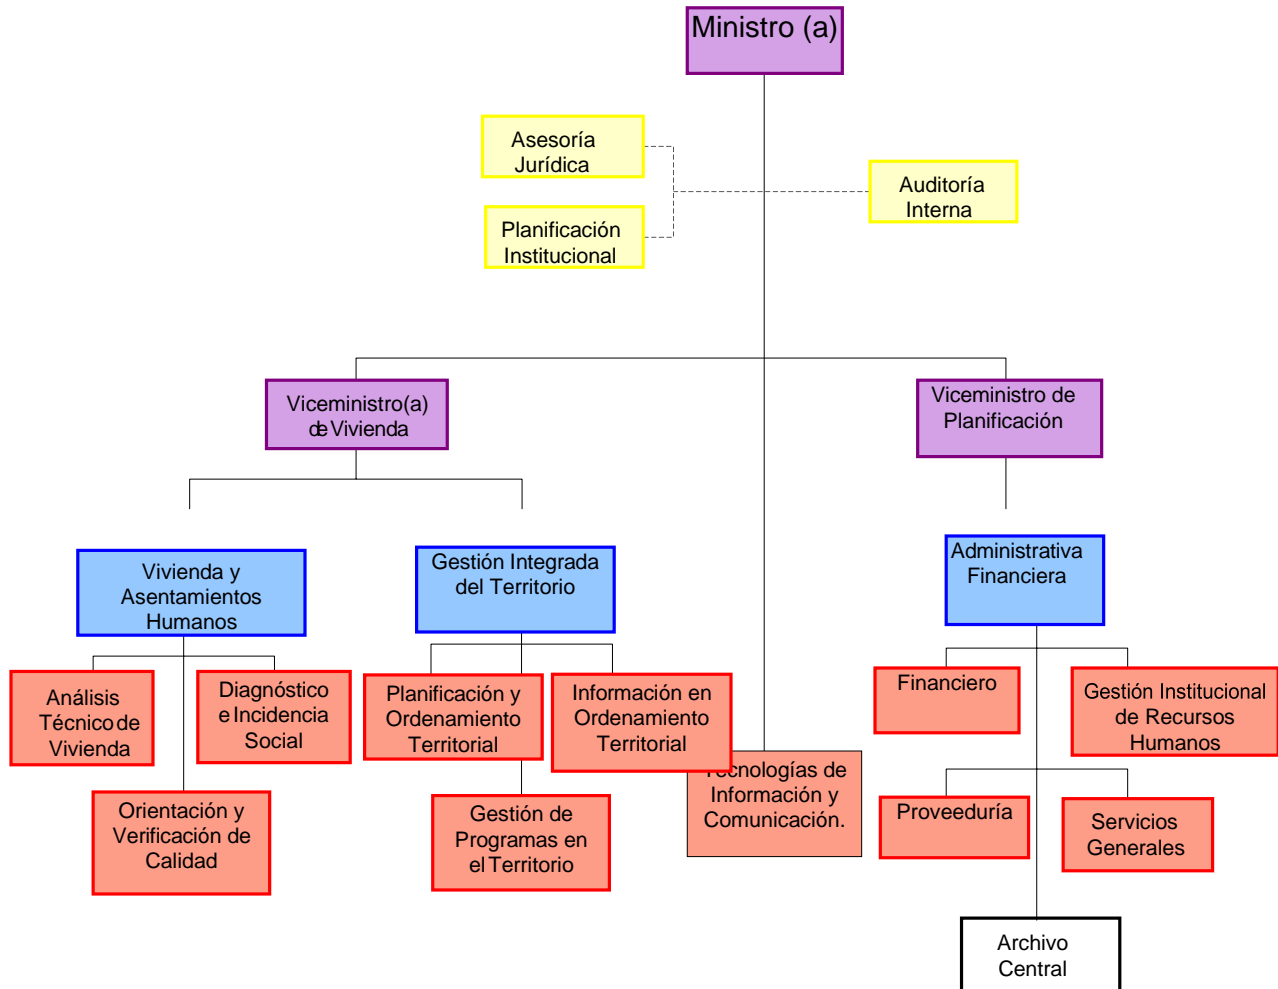 Ministro (a)
Asesoría
Jurídica
Auditoría
Interna
Planificación
Institucional
Viceministro(a)
de Vivienda
Viceministro de
Planificación
Vivienda y
Asentamientos
Humanos
Gestión Integrada
del Territorio
Administrativa
Financiera
Análisis
Técnico de
Vivienda
Diagnóstico
e Incidencia
Social
Planificación y
Ordenamiento
Territorial
Información en
Ordenamiento
Territorial
Financiero
Gestión Institucional
de Recursos
Humanos
Tecnologías de
Información y
Comunicación.
Orientación y
Verificación de
Calidad
Gestión de
Programas en
el Territorio
Proveeduría
Servicios
Generales
Archivo
Central